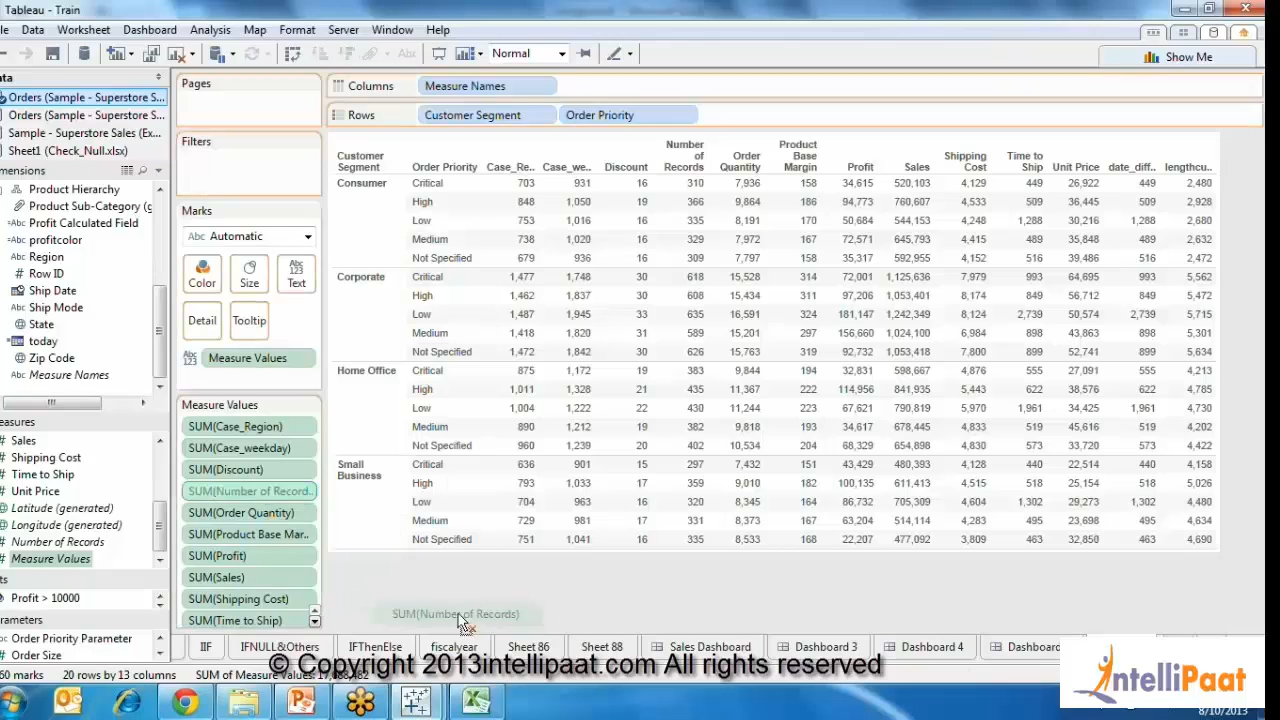 Tableau - Train
le Data Worksheet Dashboard Analysis Map Format Server Window Help
Abc Normal
Show Me
ata
Orders (Sample - Superstore S...
Orders (Sample - Superstore S...
Sample - Superstore Sales (Ex...
Sheet1 (Check_Null.xlsx)
imensions
Product Hierarchy
Product Sub-Category (g
Profit Calculated Field
=Abc profitcolor
Abc Region
# Row ID
Ship Date
Abc Ship Mode
State
today
Zip Code
Abc Measure Names
easures
# Sales
# Shipping Cost
# Time to Ship
# Unit Price
Latitude (generated)
Longitude (generated)
# Number of Records
# Measure Values
ts
Profit > 10000
arameters
Order Priority Parameter
Order Size
Pages
Filters
Marks
Abc Automatic
Color Size Abc 123 Text
Detail Tooltip
Abc 123 Measure Values
Measure Values
SUM(Case_Region)
SUM(Case_weekday)
SUM(Discount)
SUM(Number of Record..
SUM(Order Quantity)
SUM(Product Base Mar..
SUM(Profit)
SUM(Sales)
SUM(Shipping Cost)
SUM(Time to Ship)
Columns Measure Names
Rows Customer Segment Order Priority
Customer Segment Order Priority Case_Re.. Case_we.. Discount Number of Records Order Quantity Product Base Margin Profit Sales Shipping Cost Time to Ship Unit Price date_diff.. lengthcu..
Consumer Critical 703 931 16 310 7,936 158 34,615 520,103 4,129 449 26,922 449 2,480
High 848 1,050 19 366 9,864 186 94,773 760,607 4,533 509 36,445 509 2,928
Low 753 1,016 16 335 8,191 170 50,684 544,153 4,248 1,288 30,216 1,288 2,680
Medium 738 1,020 16 329 7,972 167 72,571 645,793 4,415 489 35,848 489 2,632
Not Specified 679 936 16 309 7,797 158 35,317 592,955 4,152 516 39,486 516 2,472
Corporate Critical 1,477 1,748 30 618 15,528 314 72,001 1,125,636 7,979 993 64,695 993 5,562
High 1,462 1,837 30 608 15,434 311 97,206 1,053,401 8,174 849 56,712 849 5,472
Low 1,487 1,945 33 635 16,591 324 181,147 1,242,349 8,124 2,739 50,574 2,739 5,715
Medium 1,418 1,820 31 589 15,201 297 156,660 1,024,100 6,984 898 43,863 898 5,301
Not Specified 1,472 1,842 30 626 15,763 319 92,732 1,053,418 7,800 899 52,741 899 5,634
Home Office Critical 875 1,172 19 383 9,844 194 32,831 598,667 4,876 555 27,091 555 4,213
High 1,011 1,328 21 435 11,367 222 114,956 841,935 5,443 622 38,576 622 4,785
Low 1,004 1,222 22 430 11,244 223 67,621 790,819 5,970 1,961 34,425 1,961 4,730
Medium 890 1,212 19 382 9,818 193 34,617 678,445 4,833 519 45,616 519 4,202
Not Specified 960 1,239 20 402 10,534 204 68,329 654,898 4,830 573 33,720 573 4,422
Small Business Critical 636 901 15 297 7,432 151 43,429 480,393 4,128 440 22,514 440 4,158
High 793 1,033 17 359 9,010 182 100,135 611,413 4,515 518 25,154 518 5,026
Low 704 963 16 320 8,345 164 86,732 705,309 4,604 1,302 29,273 1,302 4,480
Medium 729 981 17 331 8,373 167 63,204 514,114 4,283 495 23,698 495 4,634
Not Specified 751 1,041 16 335 8,533 168 22,207 477,092 3,809 463 32,850 463 4,690
SUM(Number of Records)
IIF IFNULL&Others IFThenElse fiscalyear Sheet 86 Sheet 88 Sales Dashboard Dashboard 3 Dashboard 4 Dashboard
© Copyright 2013intellipaat.com All rights reserved
60 marks 20 rows by 13 columns SUM of Measure Values:
IntelliPaat
8/10/2013